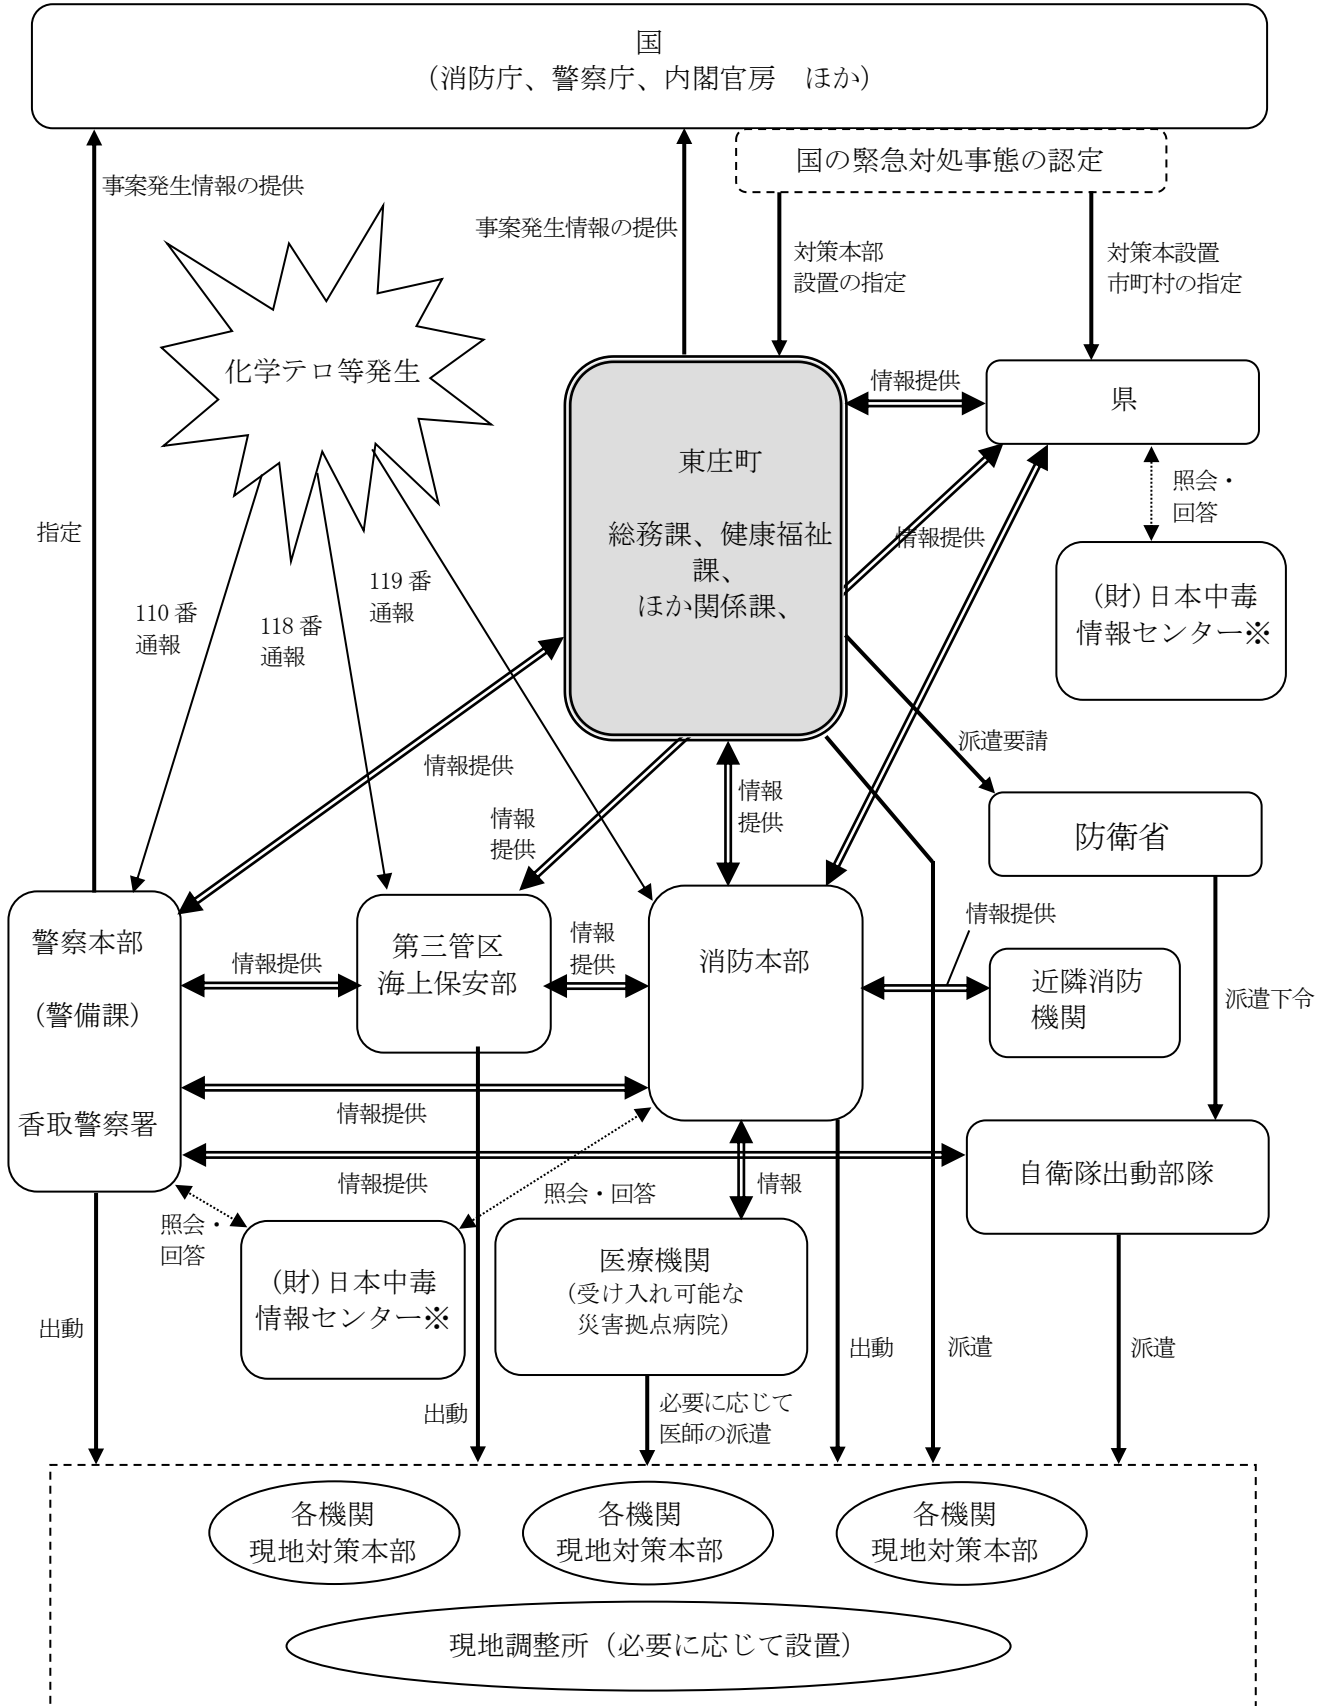 国
（消防庁、警察庁、内閣官房　ほか）
国の緊急対処事態の認定
事案発生情報の提供
事案発生情報の提供
対策本部
設置の指定
対策本設置
市町村の指定
化学テロ等発生
情報提供
県
東庄町
総務課、健康福祉
課、
ほか関係課、
照会・
回答
指定
情報提供
(財)日本中毒
情報センター※
110 番
通報
118 番
通報
119 番
通報
派遣要請
情報提供
情報
提供
情報
提供
防衛省
警察本部
(警備課)
香取警察署
情報提供
第三管区
海上保安部
情報
提供
消防本部
情報提供
近隣消防
機関
派遣下令
情報提供
情報提供
自衛隊出動部隊
照会・回答
情報
照会・
回答
(財)日本中毒
情報センター※
医療機関
(受け入れ可能な
災害拠点病院)
出動
出動
必要に応じて
医師の派遣
出動
派遣
派遣
各機関
現地対策本部
各機関
現地対策本部
各機関
現地対策本部
現地調整所（必要に応じて設置）